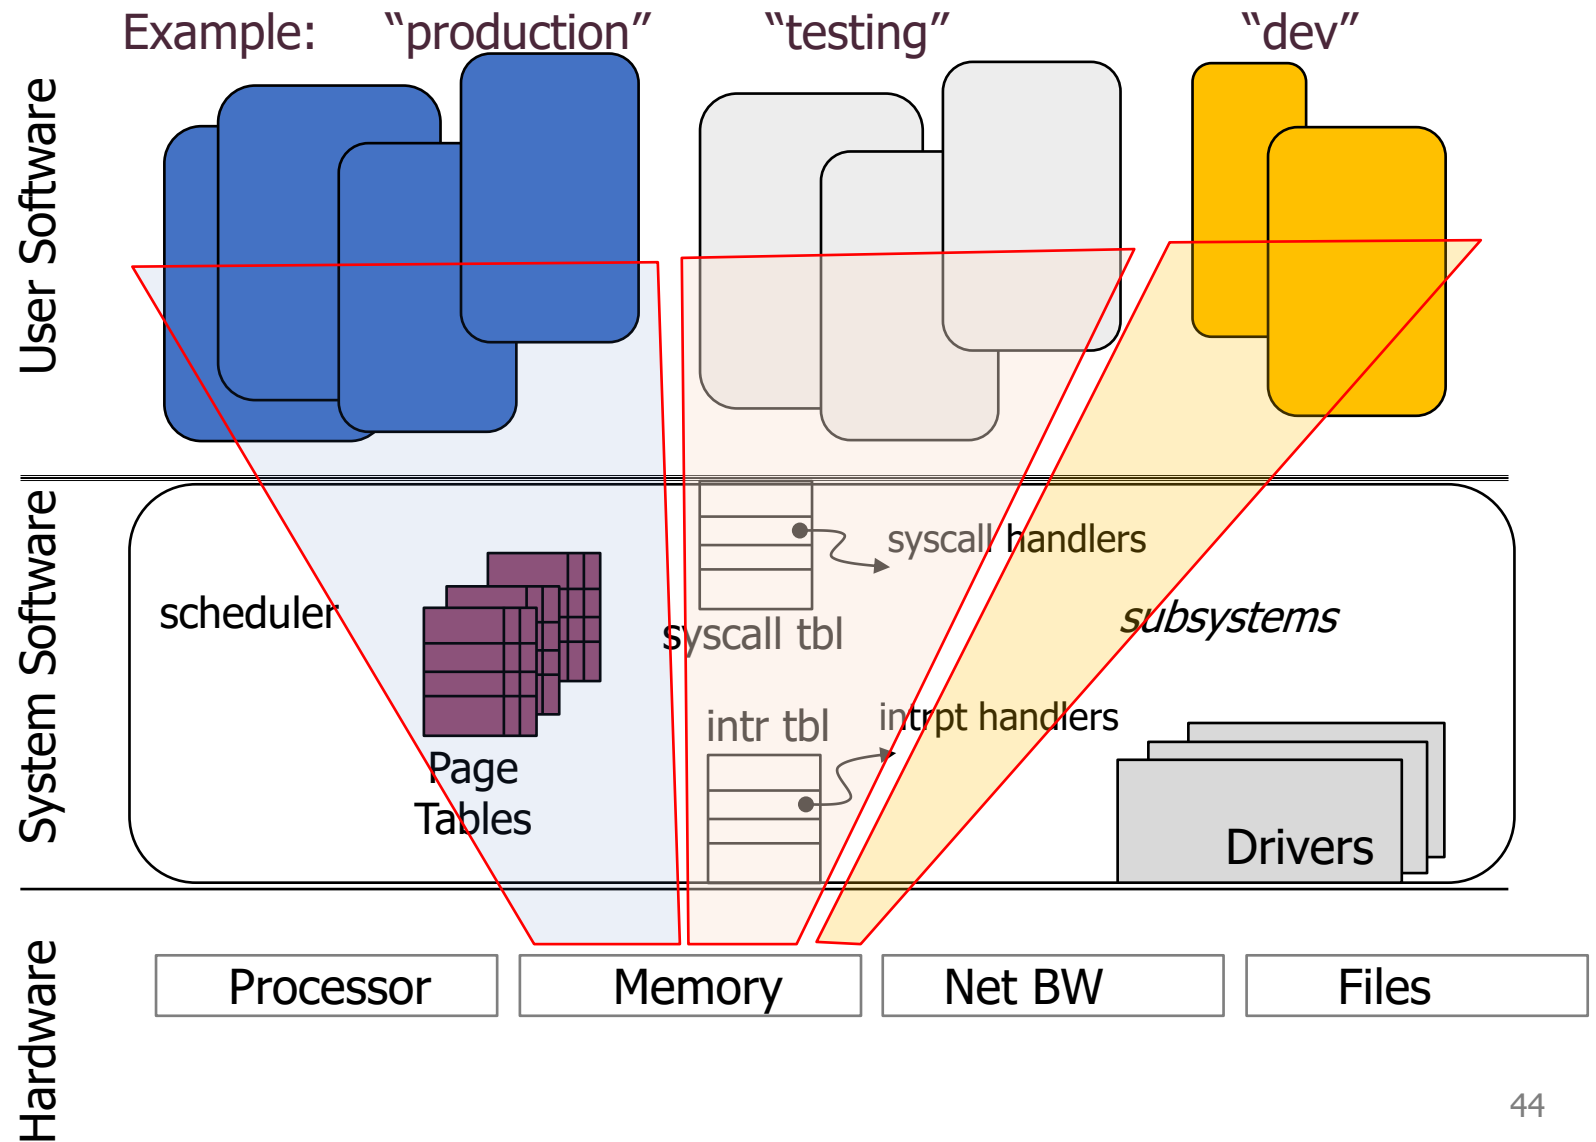 Example: “production” “testing” “dev”
User Software
System Software
syscall handlers
scheduler
subsystems
syscall tbl
intr tbl
intrpt handlers
Page
Tables
Drivers
Hardware
Processor
Memory
Net BW
Files
44